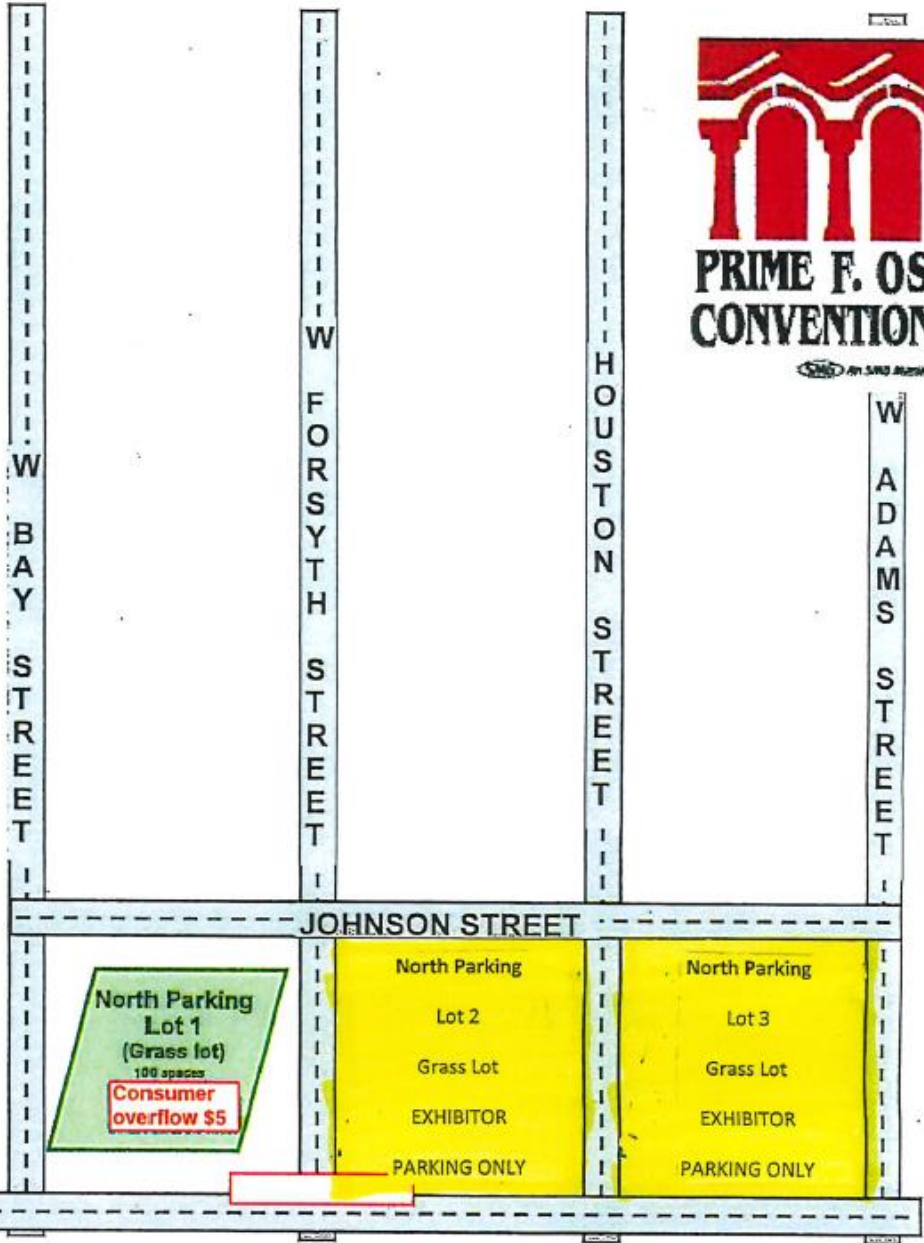 PRIME F. OS
CONVENTION
SMG
W BAY STREET
W FORSYTH STREET
HOUSTON STREET
W ADAMS STREET
JOHNSON STREET
North Parking
Lot 1
(Grass lot)
100 spaces
Consumer
overflow $5
North Parking
Lot 2
Grass Lot
EXHIBITOR
PARKING ONLY
North Parking
Lot 3
Grass Lot
EXHIBITOR
PARKING ONLY